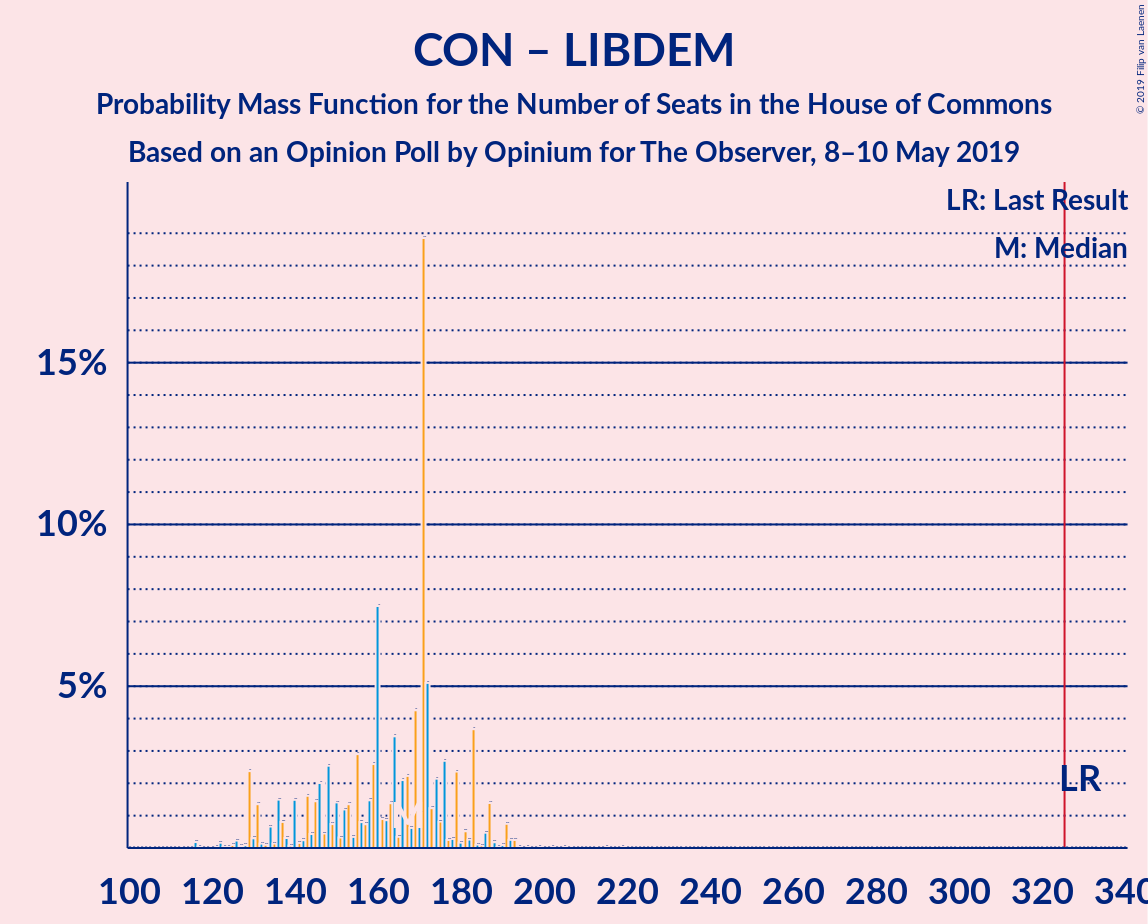 CON – LIBDEM
Probability Mass Function for the Number of Seats in the House of Commons
Based on an Opinion Poll by Opinium for The Observer, 8–10 May 2019
© 2019 Filip van Laenen
LR: Last Result
M: Median
15%
10%
5%
LR
M
100 120 140 160 180 200 220 240 260 280 300 320 340